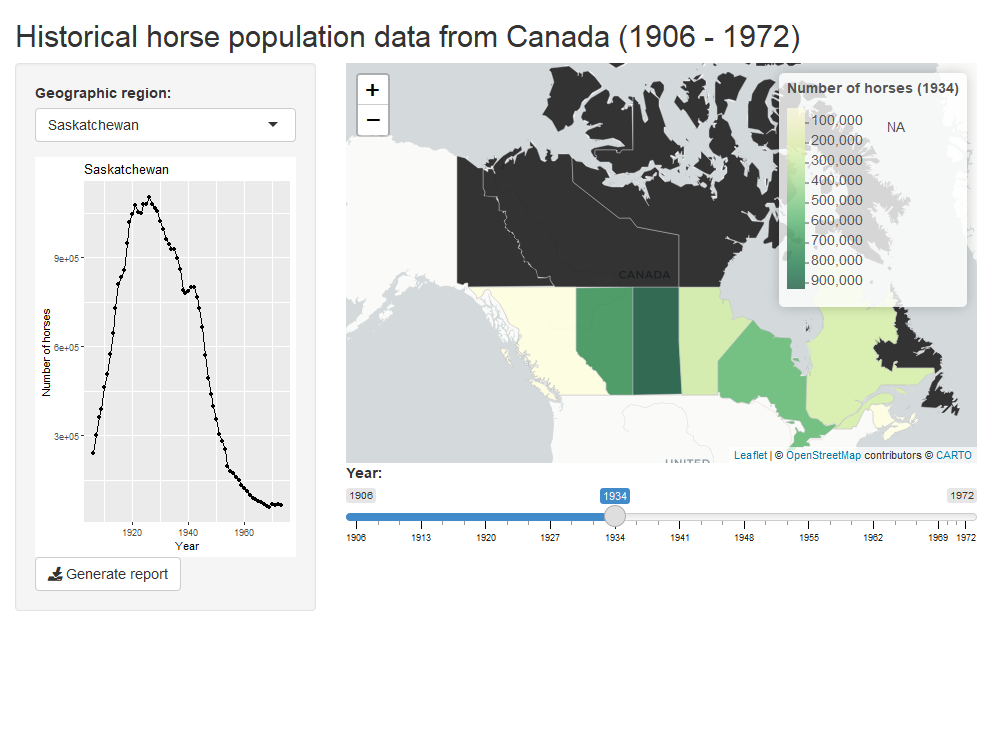 Historical horse population data from Canada (1906 - 1972)
Geographic region:
Saskatchewan
Saskatchewan
9e+05
6e+05
3e+05
Number of horses
1920 1940 1960
Year
Generate report
+
−
Number of horses (1934)
100,000
200,000
300,000
400,000
500,000
600,000
700,000
800,000
900,000
NA
CANADA
UNITED
Leaflet | © OpenStreetMap contributors © CARTO
Year:
1906 1934 1972
1906 1913 1920 1927 1934 1941 1948 1955 1962 1969 1972